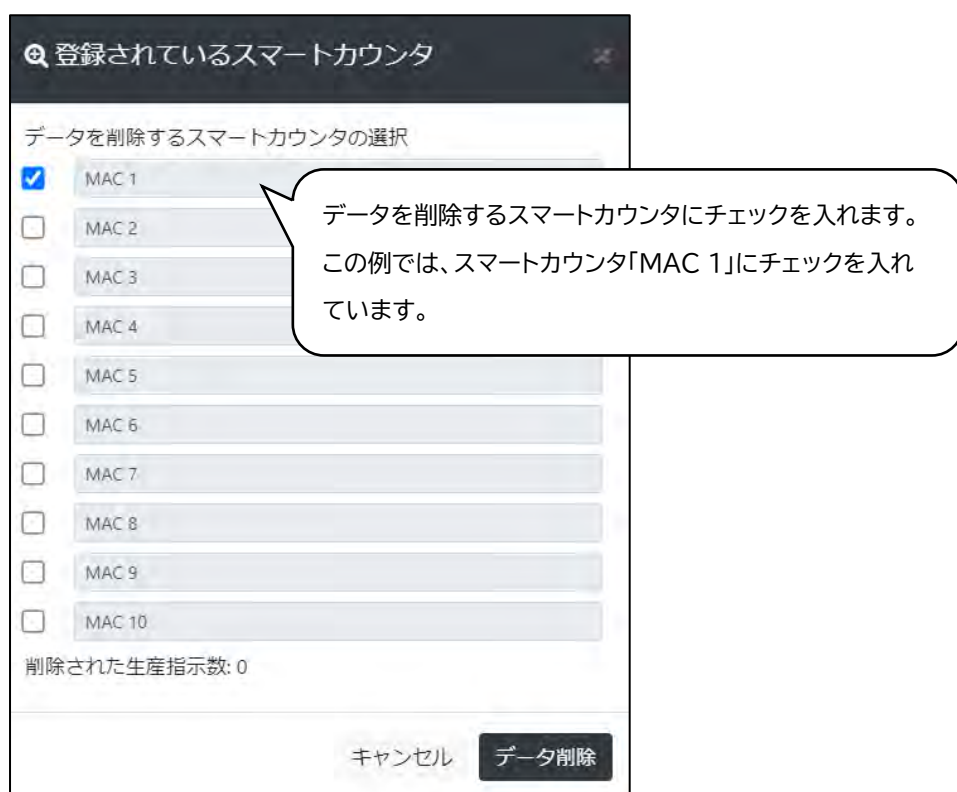 登録されているスマートカウンタ
データを削除するスマートカウンタの選択
MAC 1
MAC 2
MAC 3
MAC 4
MAC 5
MAC 6
MAC 7
MAC 8
MAC 9
MAC 10
データを削除するスマートカウンタにチェックを入れます。
この例では、スマートカウンタ「MAC 1」にチェックを入れ
ています。
削除された生産指示数: 0
キャンセル
データ削除